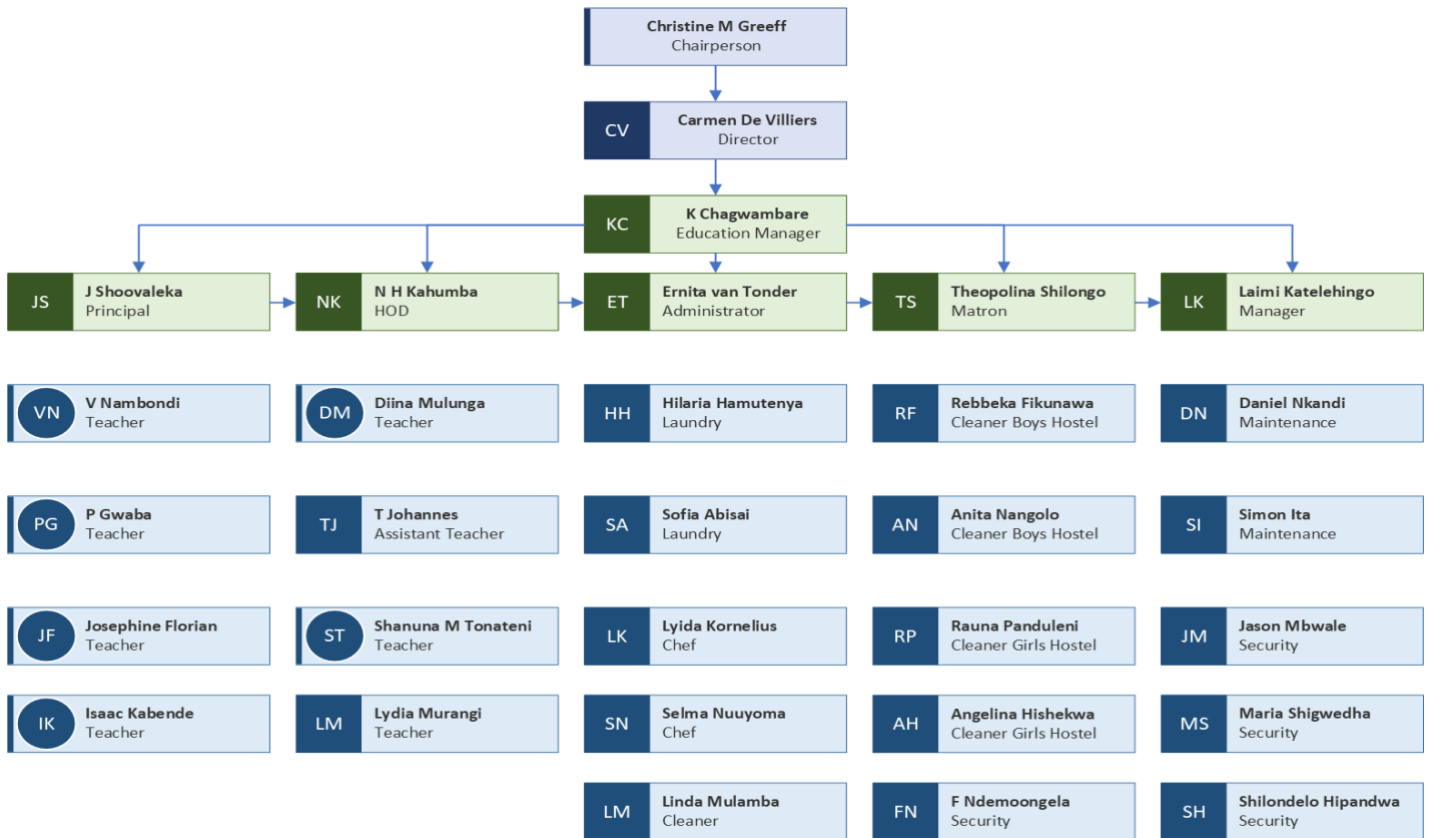 Christine M Greeff
Chairperson
CV
Carmen De Villiers
Director
KC
K Chagwambare
Education Manager
JS
J Shoovaleka
Principal
NK
N H Kahumba
HOD
ET
Ernita van Tonder
Administrator
TS
Theopolina Shilongo
Matron
LK
Laimi Katelehingo
Manager
VN
V Nambondi
Teacher
DM
Diina Mulunga
Teacher
HH
Hilaria Hamutenya
Laundry
RF
Rebbeka Fikunawa
Cleaner Boys Hostel
DN
Daniel Nkandi
Maintenance
PG
P Gwaba
Teacher
TJ
T Johannes
Assistant Teacher
SA
Sofia Abisai
Laundry
AN
Anita Nangolo
Cleaner Boys Hostel
SI
Simon Ita
Maintenance
JF
Josephine Florian
Teacher
ST
Shanuna M Tonateni
Teacher
LK
Lyida Kornelius
Chef
RP
Rauna Panduleni
Cleaner Girls Hostel
JM
Jason Mbwale
Security
IK
Isaac Kabende
Teacher
LM
Lydia Murangi
Teacher
SN
Selma Nuuyoma
Chef
AH
Angelina Hishekwa
Cleaner Girls Hostel
MS
Maria Shigwedha
Security
LM
Linda Mulamba
Cleaner
FN
F Ndemoongela
Security
SH
Shilondelo Hipandwa
Security